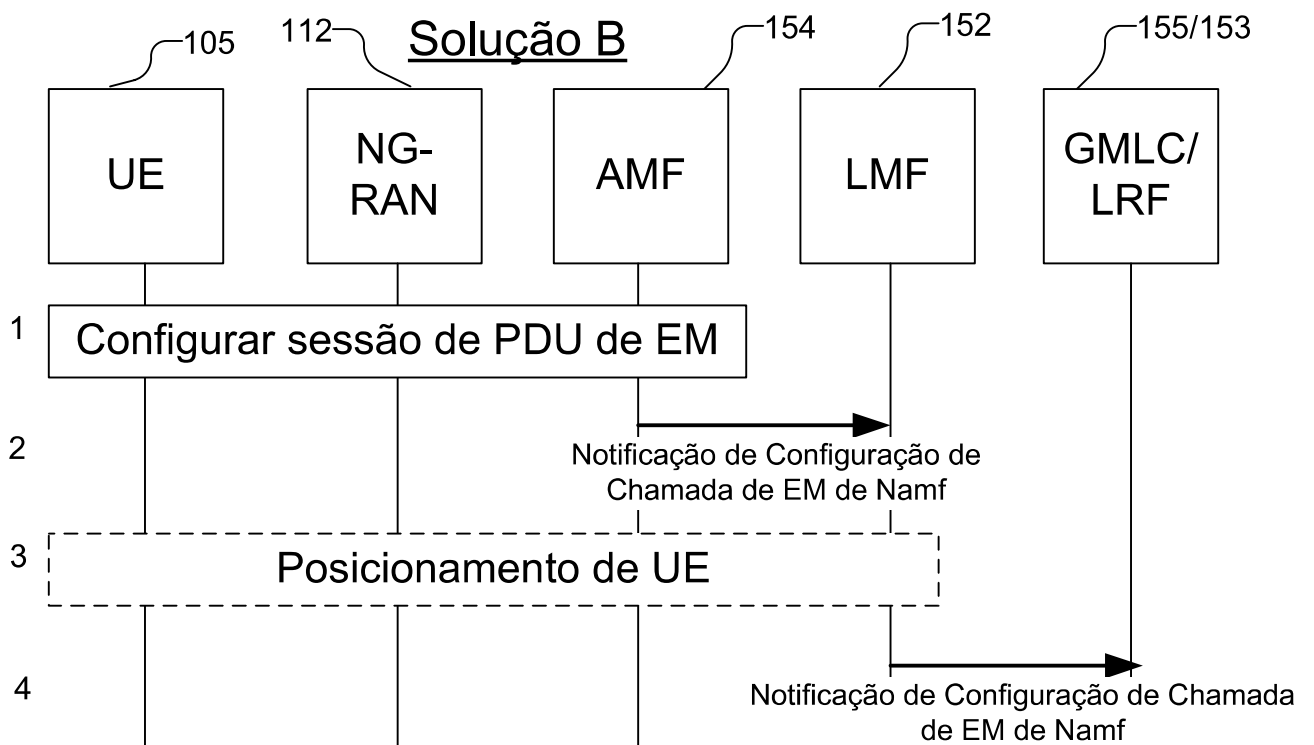 Solução B
105
112
154
152
155/153
UE
NG-
RAN
AMF
LMF
GMLC/
LRF
1
Configurar sessão de PDU de EM
2
Notificação de Configuração de
Chamada de EM de Namf
3
Posicionamento de UE
4
Notificação de Configuração de Chamada
de EM de Namf